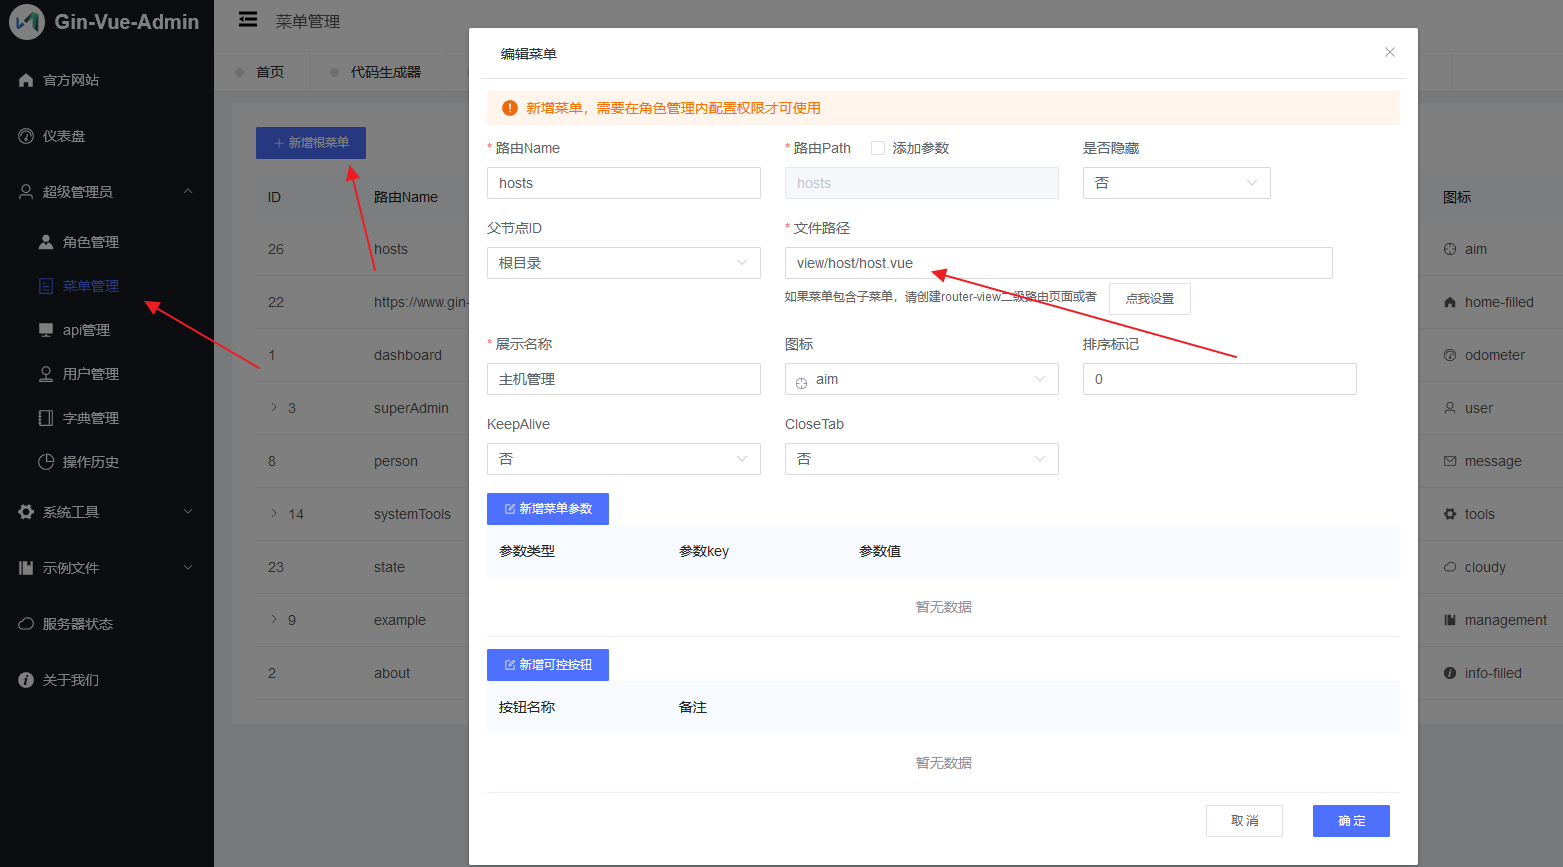 Gin-Vue-Admin
菜单管理
官方网站
仪表盘
超级管理员
角色管理
菜单管理
api管理
用户管理
字典管理
操作历史
系统工具
示例文件
服务器状态
关于我们
首页
代码生成器
新增根菜单
ID 路由Name 图标
26 hosts aim
22 https://www.gin- home-filled
1 dashboard odometer
3 superAdmin user
8 person message
14 systemTools tools
23 state cloudy
9 example management
2 about info-filled
编辑菜单
新增菜单，需要在角色管理内配置权限才可使用
* 路由Name * 路由Path 添加参数 是否隐藏
hosts hosts 否
父节点ID * 文件路径
根目录 view/host/host.vue
如果菜单包含子菜单，请创建router-view二级路由页面或者 点我设置
* 展示名称 图标 排序标记
主机管理 aim 0
KeepAlive CloseTab
否 否
新增菜单参数
参数类型 参数key 参数值
暂无数据
新增可控按钮
按钮名称 备注
暂无数据
取 消 确 定